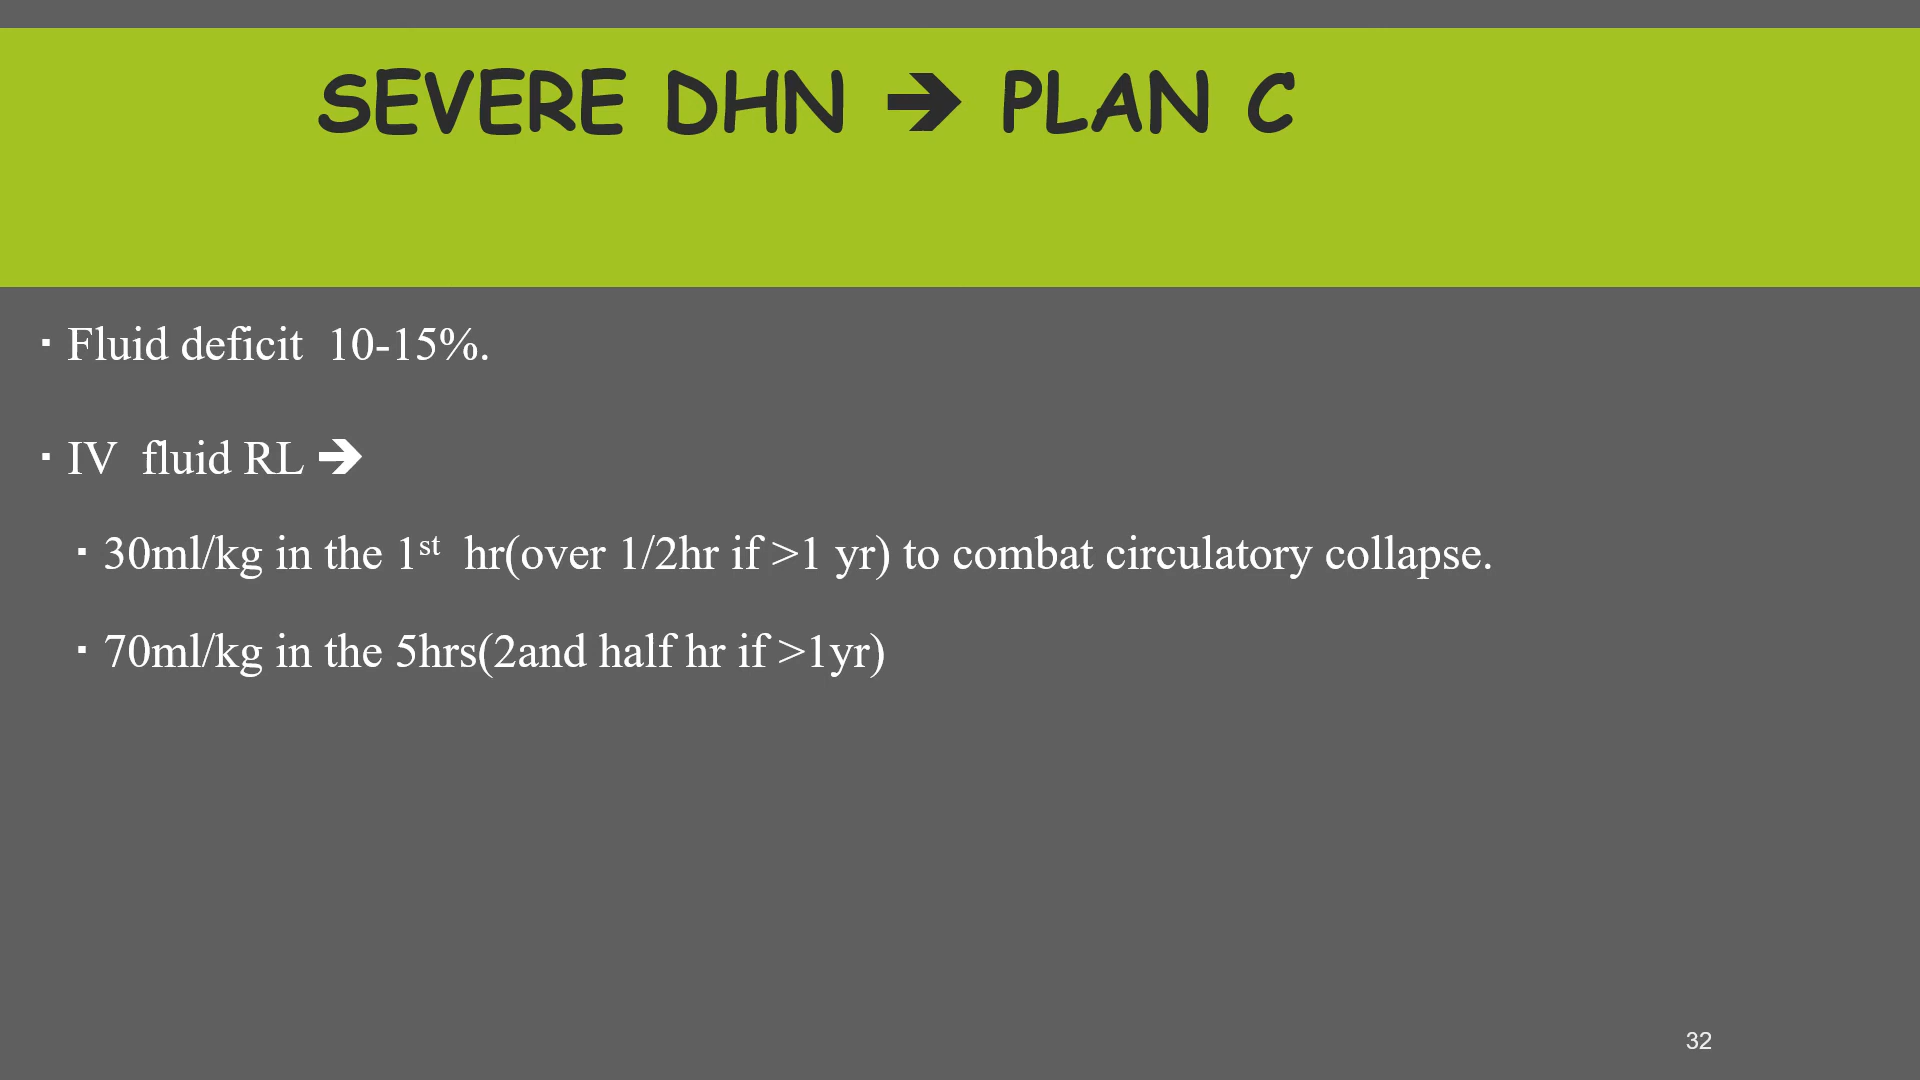 SEVERE DHN 🡺 PLAN C
▪ Fluid deficit  10-15%.
▪ IV  fluid RL 🡺
▪ 30ml/kg in the 1st  hr(over 1/2hr if >1 yr) to combat circulatory collapse.
▪ 70ml/kg in the 5hrs(2and half hr if >1yr)
32